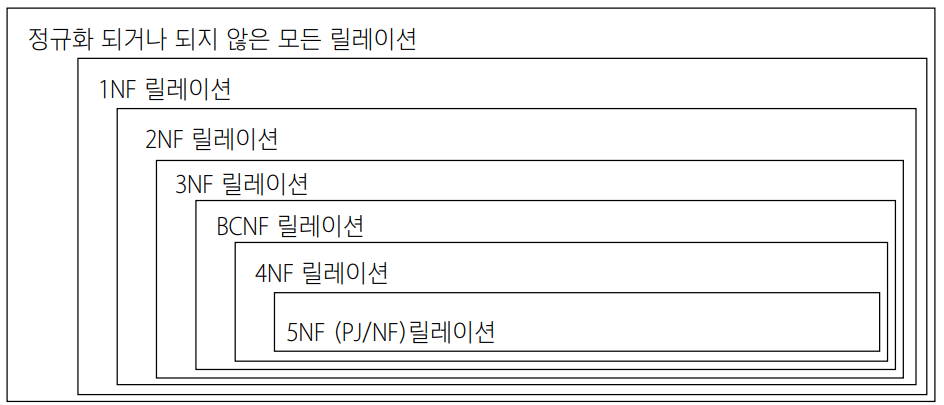 정규화 되거나 되지 않은 모든 릴레이션
1NF 릴레이션
2NF 릴레이션
3NF 릴레이션
BCNF 릴레이션
4NF 릴레이션
5NF (PJ/NF)릴레이션